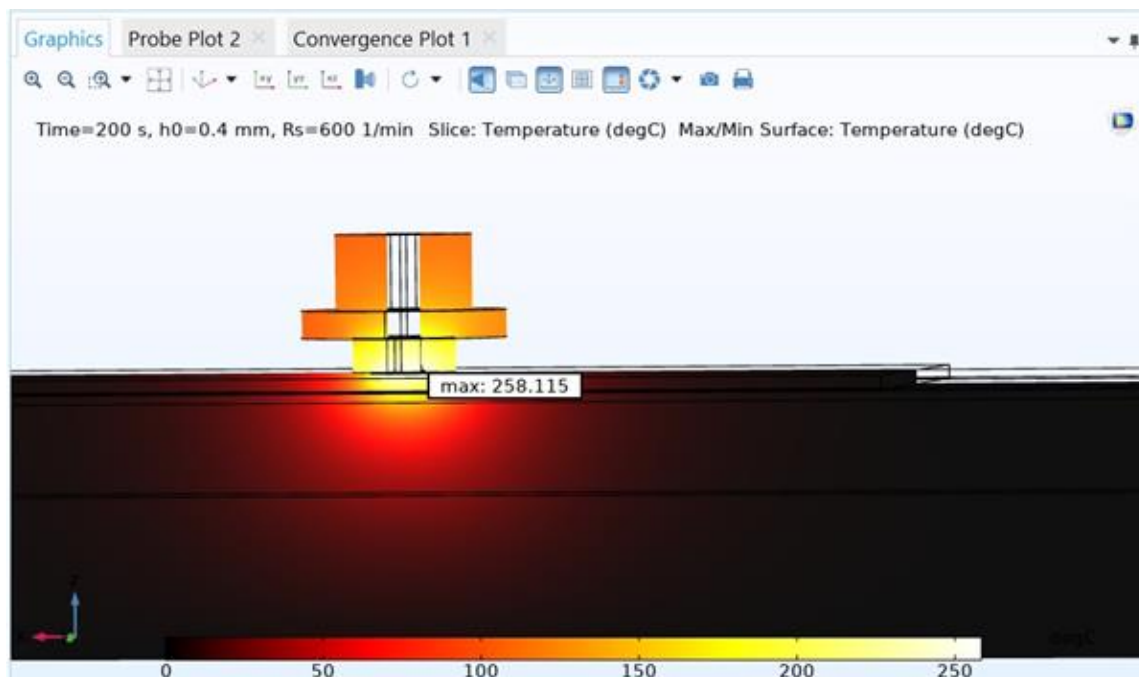 Graphics Probe Plot 2 Convergence Plot 1
Time=200 s, h0=0.4 mm, Rs=600 1/min Slice: Temperature (degC) Max/Min Surface: Temperature (degC)
max: 258.115
z
degC
0 50 100 150 200 250